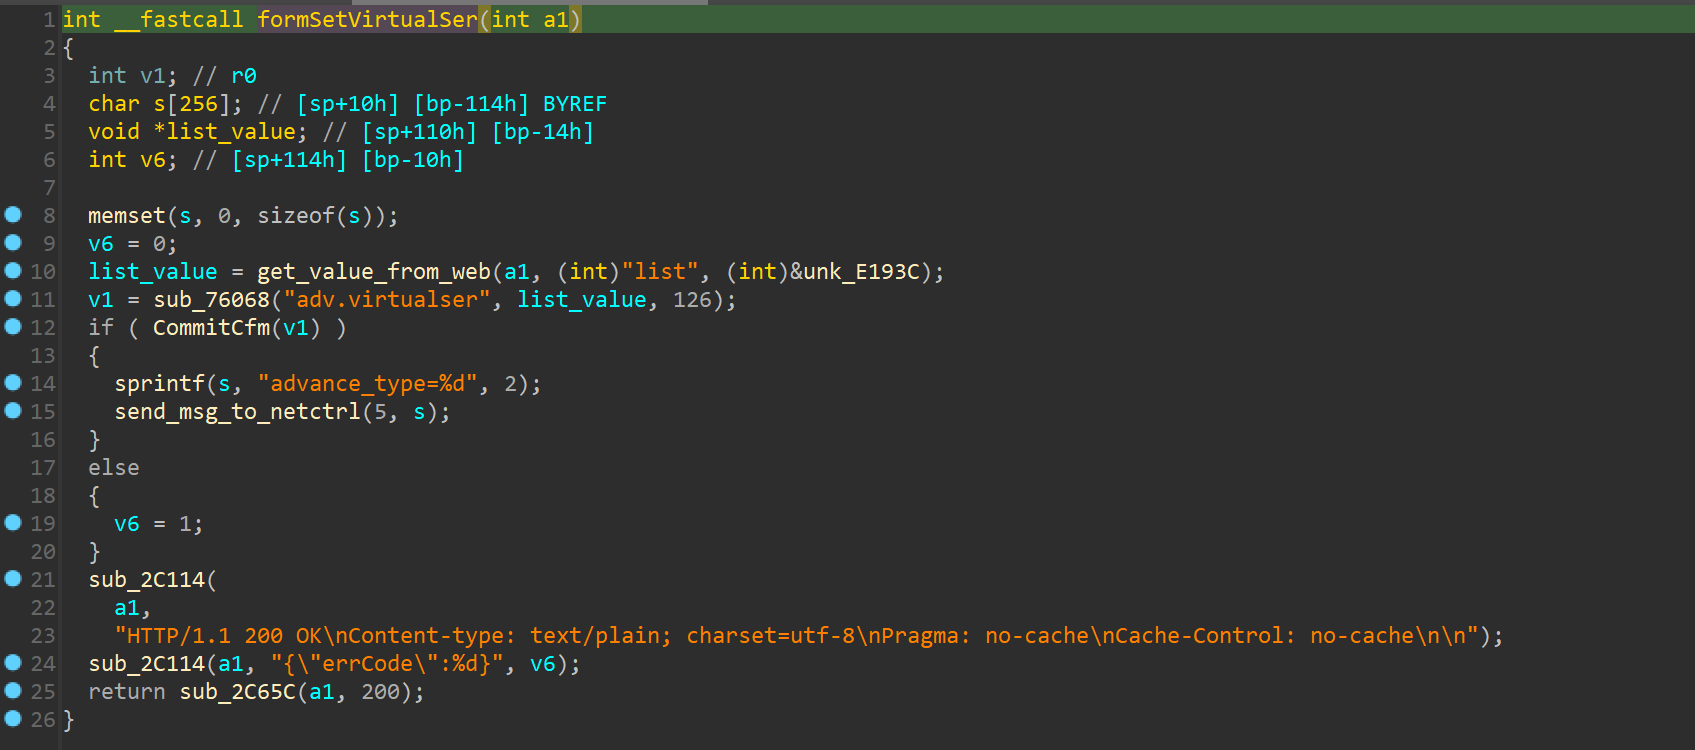 1 int __fastcall formSetVirtualSer(int a1)
2 {
3   int v1; // r0
4   char s[256]; // [sp+10h] [bp-114h] BYREF
5   void *list_value; // [sp+110h] [bp-14h]
6   int v6; // [sp+114h] [bp-10h]
7
8   memset(s, 0, sizeof(s));
9   v6 = 0;
10   list_value = get_value_from_web(a1, (int)"list", (int)&unk_E193C);
11   v1 = sub_76068("adv.virtualser", list_value, 126);
12   if ( CommitCfm(v1) )
13   {
14     sprintf(s, "advance_type=%d", 2);
15     send_msg_to_netctrl(5, s);
16   }
17   else
18   {
19     v6 = 1;
20   }
21   sub_2C114(
22     a1,
23     "HTTP/1.1 200 OK\nContent-type: text/plain; charset=utf-8\nPragma: no-cache\nCache-Control: no-cache\n\n");
24   sub_2C114(a1, "{\"errCode\":%d}", v6);
25   return sub_2C65C(a1, 200);
26 }